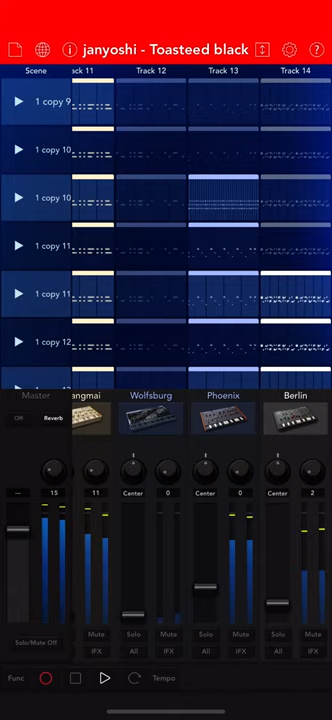 janyoshi - Toasteed black
Scene ack 11 Track 12 Track 13 Track 14
1 copy 9
1 copy 10
1 copy 10
1 copy 11
1 copy 11
1 copy 12
Master angmai Wolfsburg Phoenix Berlin
Off Reverb
--- 15 11 Center 0 Center 0 Center 2
Solo/Mute Off Mute Solo Mute Solo Mute Solo Mute
IFX All IFX All IFX All IFX
Func Tempo